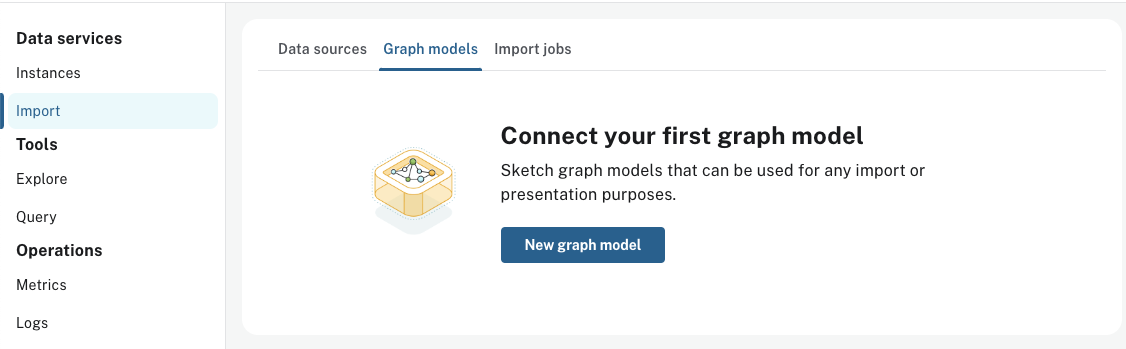 Data services
Instances
Import
Tools
Explore
Query
Operations
Metrics
Logs
Data sources Graph models Import jobs
Connect your first graph model
Sketch graph models that can be used for any import or
presentation purposes.
New graph model